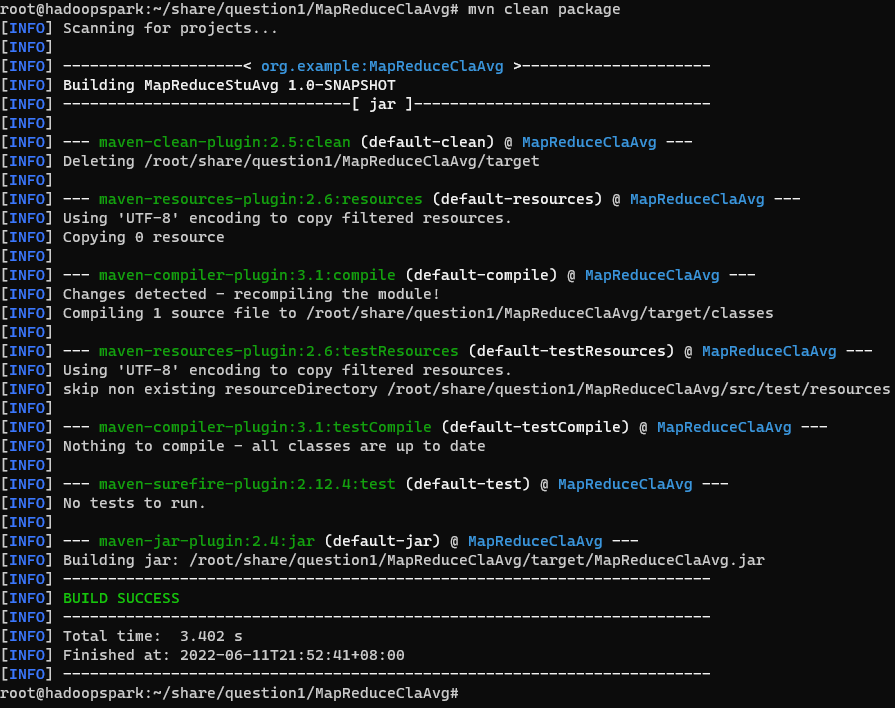 root@hadoopspark:~/share/question1/MapReduceClaAvg# mvn clean package
[INFO] Scanning for projects...
[INFO]
[INFO] --------------------< org.example:MapReduceClaAvg >---------------------
[INFO] Building MapReduceStuAvg 1.0-SNAPSHOT
[INFO] --------------------------------[ jar ]---------------------------------
[INFO]
[INFO] --- maven-clean-plugin:2.5:clean (default-clean) @ MapReduceClaAvg ---
[INFO] Deleting /root/share/question1/MapReduceClaAvg/target
[INFO]
[INFO] --- maven-resources-plugin:2.6:resources (default-resources) @ MapReduceClaAvg ---
[INFO] Using 'UTF-8' encoding to copy filtered resources.
[INFO] Copying 0 resource
[INFO]
[INFO] --- maven-compiler-plugin:3.1:compile (default-compile) @ MapReduceClaAvg ---
[INFO] Changes detected - recompiling the module!
[INFO] Compiling 1 source file to /root/share/question1/MapReduceClaAvg/target/classes
[INFO]
[INFO] --- maven-resources-plugin:2.6:testResources (default-testResources) @ MapReduceClaAvg ---
[INFO] Using 'UTF-8' encoding to copy filtered resources.
[INFO] skip non existing resourceDirectory /root/share/question1/MapReduceClaAvg/src/test/resources
[INFO]
[INFO] --- maven-compiler-plugin:3.1:testCompile (default-testCompile) @ MapReduceClaAvg ---
[INFO] Nothing to compile - all classes are up to date
[INFO]
[INFO] --- maven-surefire-plugin:2.12.4:test (default-test) @ MapReduceClaAvg ---
[INFO] No tests to run.
[INFO]
[INFO] --- maven-jar-plugin:2.4:jar (default-jar) @ MapReduceClaAvg ---
[INFO] Building jar: /root/share/question1/MapReduceClaAvg/target/MapReduceClaAvg.jar
[INFO] ------------------------------------------------------------------------
[INFO] BUILD SUCCESS
[INFO] ------------------------------------------------------------------------
[INFO] Total time:  3.402 s
[INFO] Finished at: 2022-06-11T21:52:41+08:00
[INFO] ------------------------------------------------------------------------
root@hadoopspark:~/share/question1/MapReduceClaAvg#